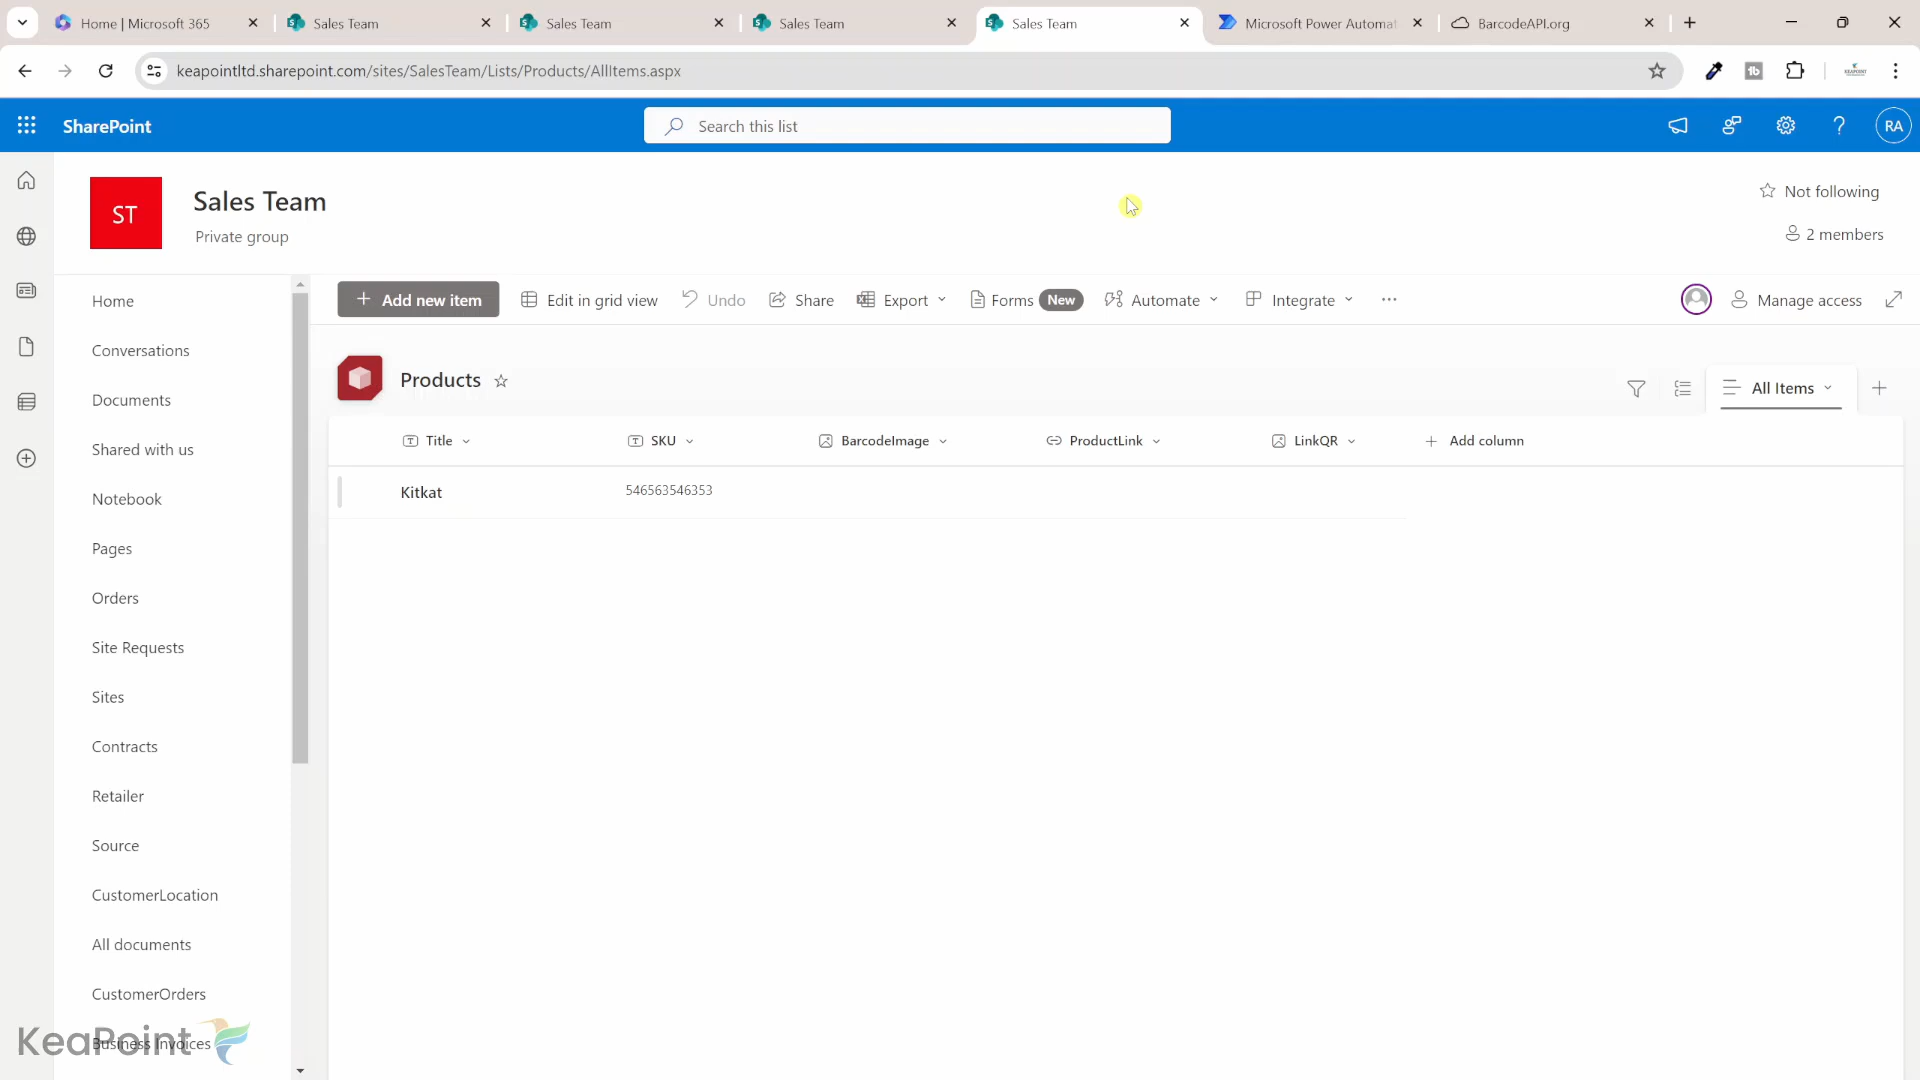 Home | Microsoft 365
Sales Team
Sales Team
Sales Team
Sales Team
Microsoft Power Automat
BarcodeAPI.org
keapointltd.sharepoint.com/sites/SalesTeam/Lists/Products/AllItems.aspx
SharePoint
Search this list
RA
ST
Sales Team
Private group
Not following
2 members
Add new item
Edit in grid view
Undo
Share
Export
Forms
New
Automate
Integrate
Manage access
Home
Conversations
Documents
Shared with us
Notebook
Pages
Orders
Site Requests
Sites
Contracts
Retailer
Source
CustomerLocation
All documents
CustomerOrders
Business Invoices
Products
All Items
Title
SKU
BarcodeImage
ProductLink
LinkQR
Add column
Kitkat
546563546353
KeaPoint